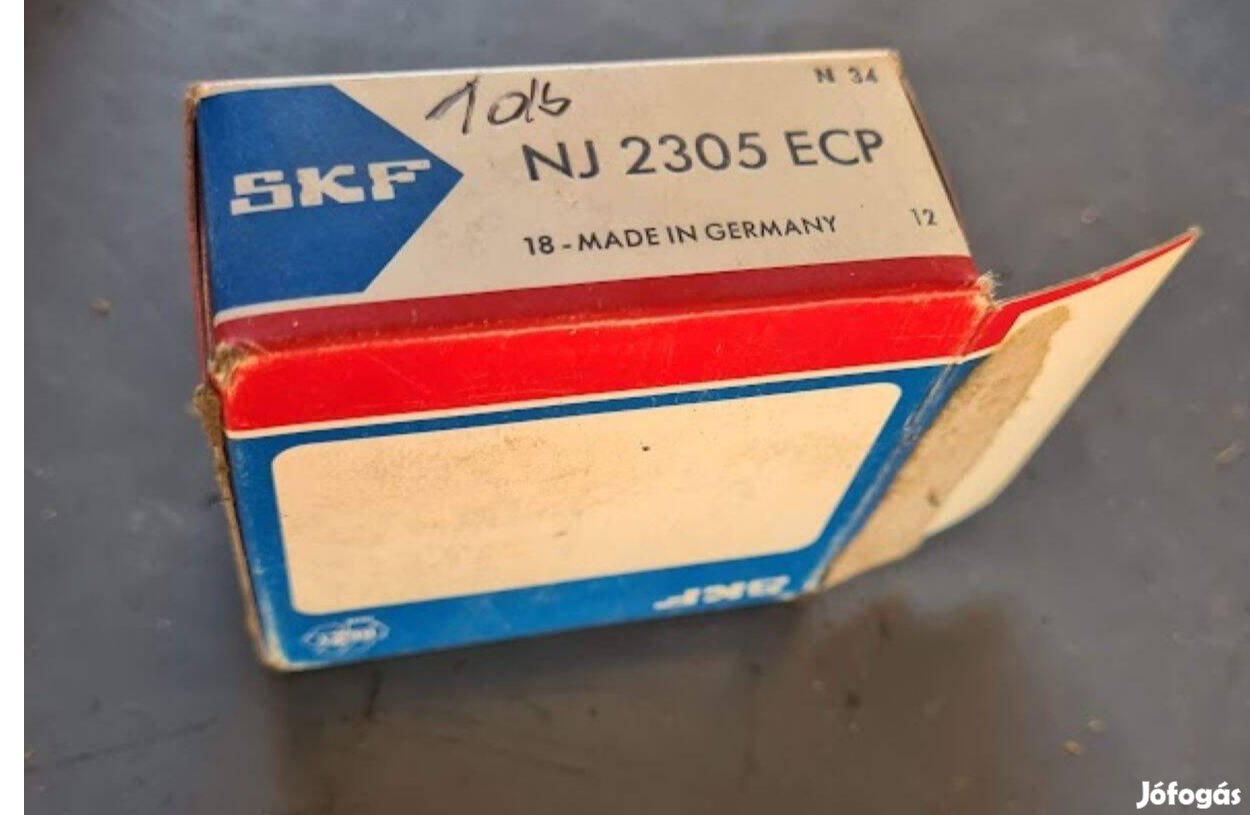 N 34
1 db
SKF
NJ 2305 ECP
18 - MADE IN GERMANY
12
SKF
Jófogás